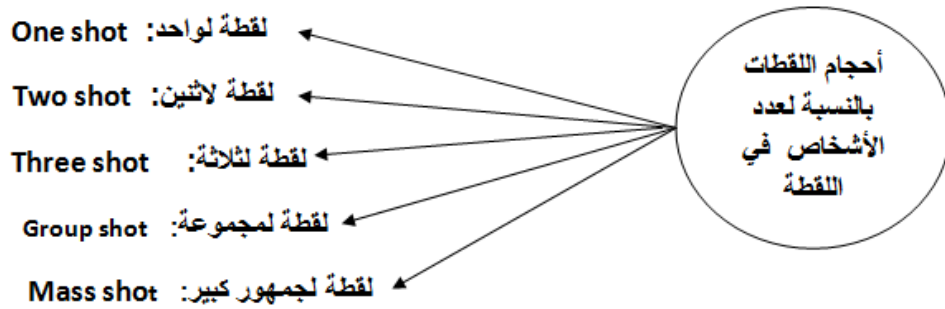 أحجام اللقطات
بالنسبة لعدد
الأشخاص في
اللقطة
لقطة لواحد: One shot
لقطة لاثنين: Two shot
لقطة لثلاثة: Three shot
لقطة لمجموعة: Group shot
لقطة لجمهور كبير: Mass shot